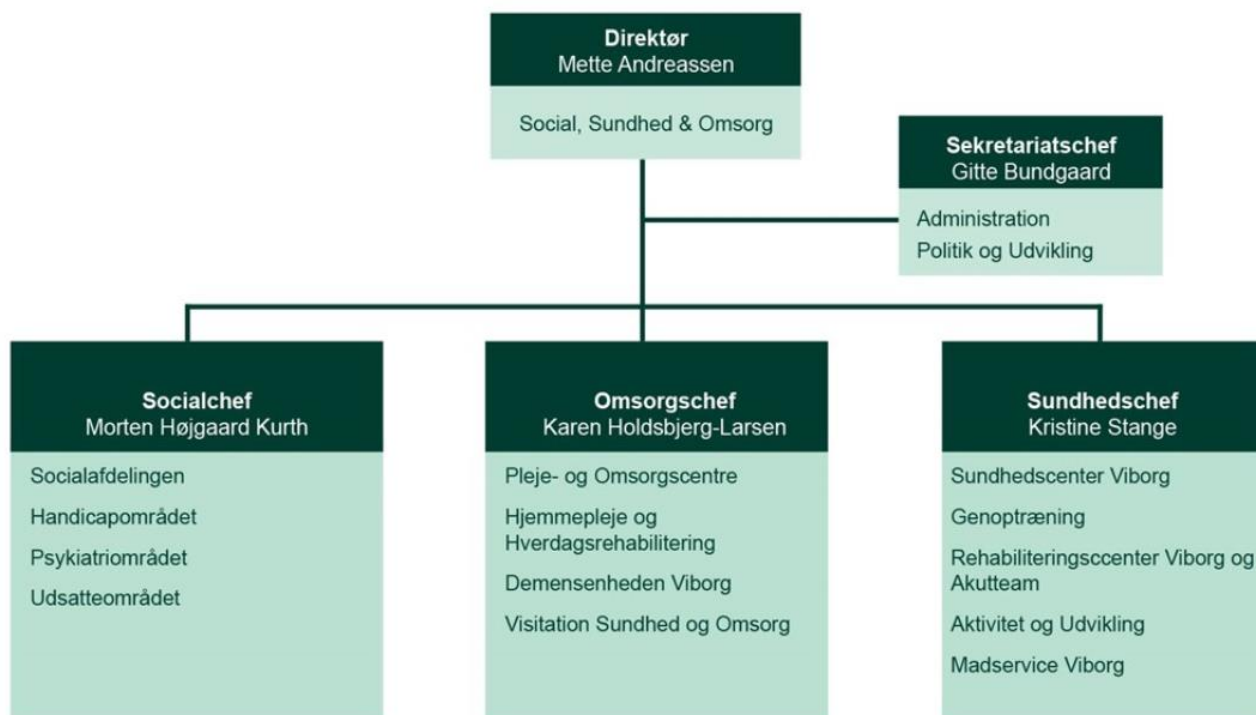 Direktør
Mette Andreassen
Social, Sundhed & Omsorg
Sekretariatschef
Gitte Bundgaard
Administration
Politik og Udvikling
Socialchef
Morten Højgaard Kurth
Socialafdelingen
Handicapområdet
Psykiatriområdet
Udsatteområdet
Omsorgschef
Karen Holdsbjerg-Larsen
Pleje- og Omsorgscentre
Hjemmepleje og
Hverdagsrehabilitering
Demensenheden Viborg
Visitation Sundhed og Omsorg
Sundhedschef
Kristine Stange
Sundhedscenter Viborg
Genoptræning
Rehabiliteringsccenter Viborg og
Akutteam
Aktivitet og Udvikling
Madservice Viborg